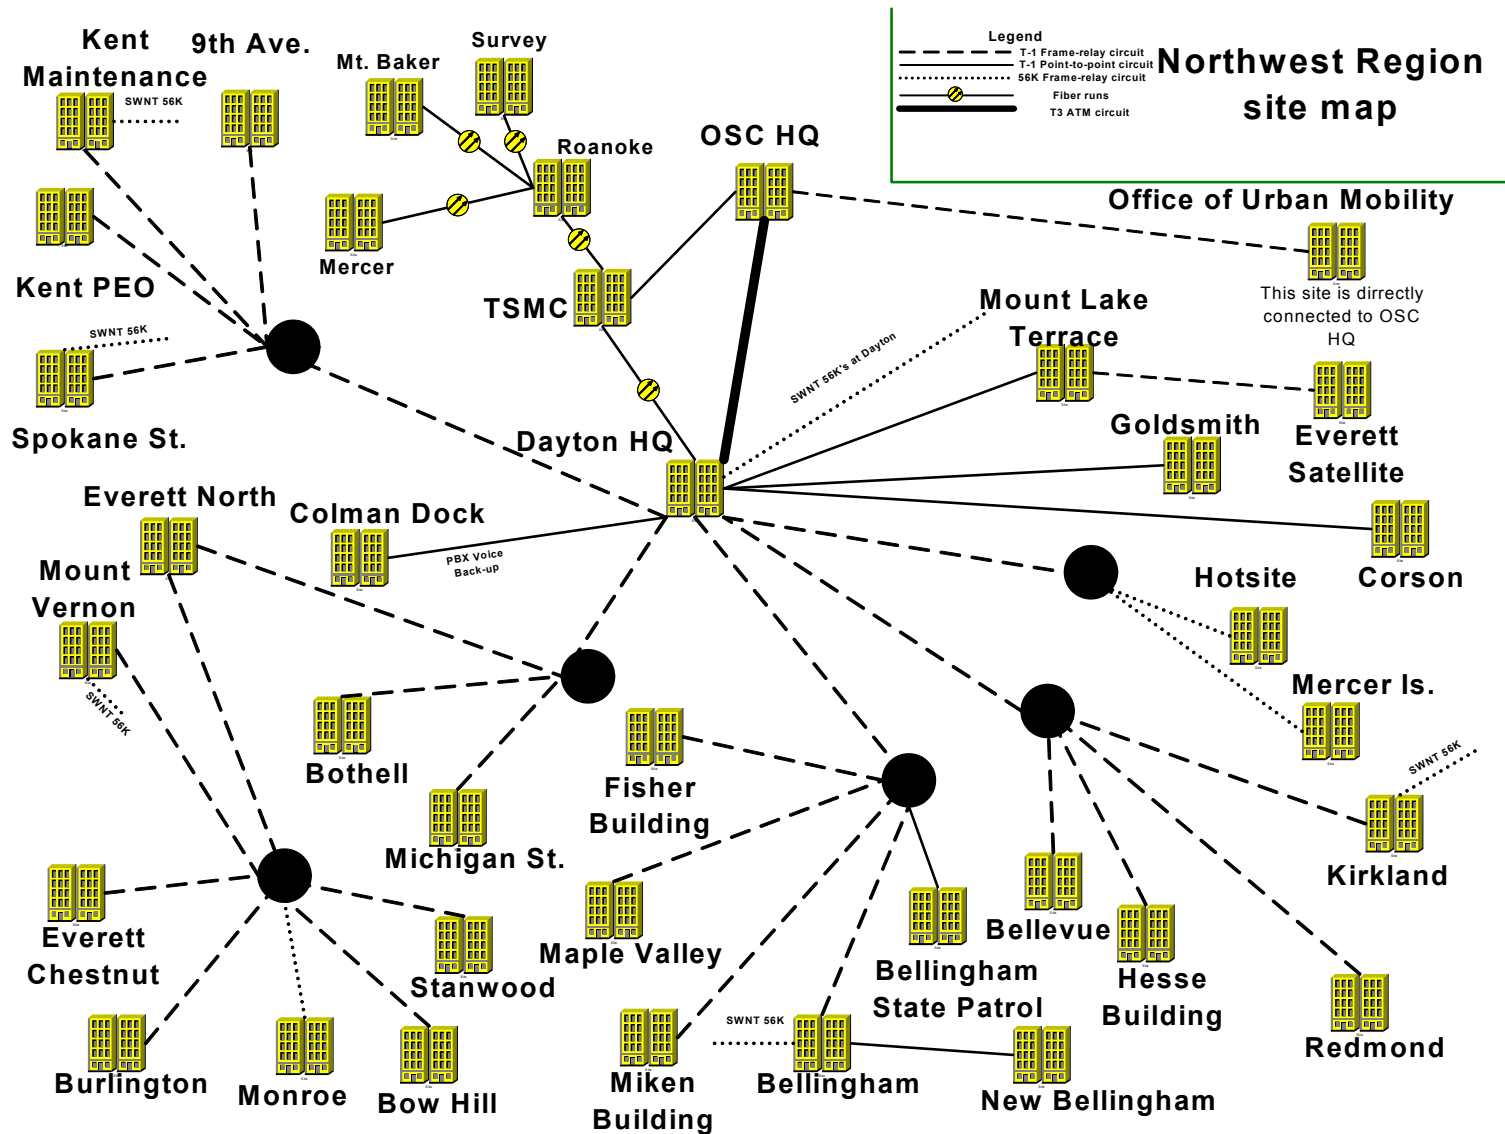 Kent
Maintenance
9th Ave.
Survey
Mt. Baker
SWNT 56K
Roanoke
OSC HQ
Legend
T-1 Frame-relay circuit
T-1 Point-to-point circuit
56K Frame-relay circuit
Fiber runs
T3 ATM circuit
Northwest Region
site map
Office of Urban Mobility
This site is dirrectly
connected to OSC
HQ
Mercer
Kent PEO
TSMC
Mount Lake
Terrace
SWNT 56K
SWNT 56K's at Dayton
Spokane St.
Dayton HQ
Goldsmith
Everett
Satellite
Everett North
Colman Dock
PBX Voice
Back-up
Corson
Mount
Vernon
SWNT 56K
Hotsite
Mercer Is.
Bothell
Fisher
Building
SWNT 56K
Michigan St.
Kirkland
Everett
Chestnut
Stanwood
Maple Valley
Bellingham
State Patrol
Bellevue
Hesse
Building
Redmond
SWNT 56K
Burlington
Monroe
Bow Hill
Miken
Building
Bellingham
New Bellingham